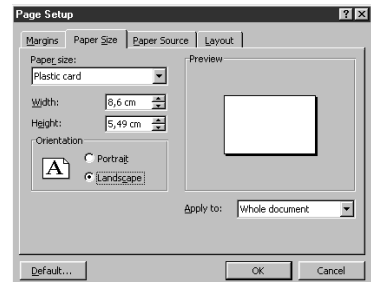 Page Setup
Margins Paper Size Paper Source Layout
Paper size:
Plastic card
Width: 8,6 cm
Height: 5,49 cm
Orientation
A
Portrait
Landscape
Preview
Apply to: Whole document
Default... OK Cancel